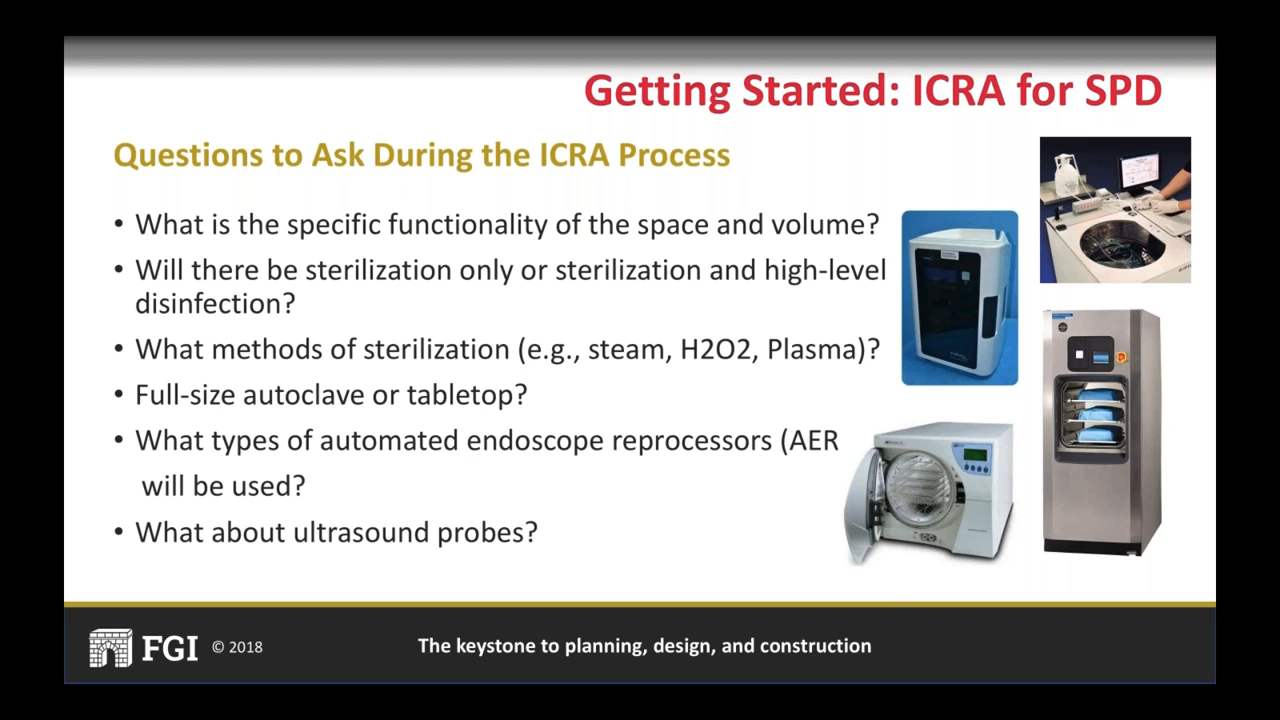 Getting Started: ICRA for SPD
Questions to Ask During the ICRA Process
• What is the specific functionality of the space and volume?
• Will there be sterilization only or sterilization and high-level
disinfection?
• What methods of sterilization (e.g., steam, H2O2, Plasma)?
• Full-size autoclave or tabletop?
• What types of automated endoscope reprocessors (AER
will be used?
• What about ultrasound probes?
FGI © 2018
The keystone to planning, design, and construction